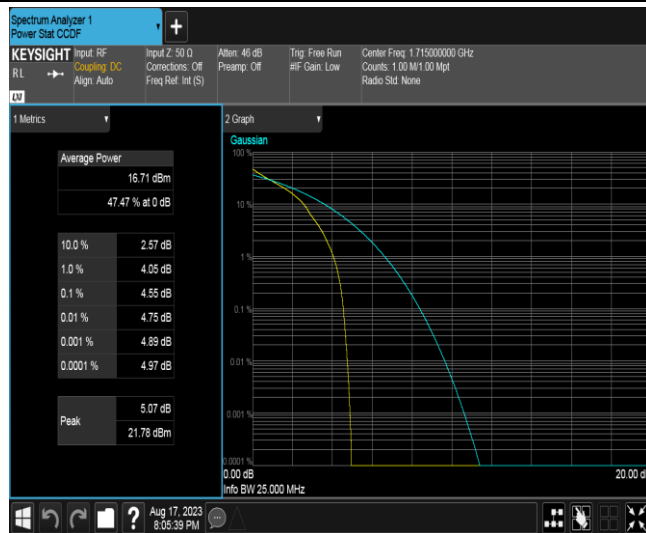 Spectrum Analyzer 1
Power Stat CCDF
+
KEYSIGHT
RL
LXI
Input: RF
Coupling: DC
Align: Auto
Input Z: 50 Ω
Corrections: Off
Freq Ref: Int (S)
Atten: 46 dB
Preamp: Off
Trig: Free Run
#IF Gain: Low
Center Freq: 1.715000000 GHz
Counts: 1.00 M/1.00 Mpt
Radio Std: None
1 Metrics
Average Power
16.71 dBm
47.47 % at 0 dB
10.0 % 2.57 dB
1.0 % 4.05 dB
0.1 % 4.55 dB
0.01 % 4.75 dB
0.001 % 4.89 dB
0.0001 % 4.97 dB
Peak
5.07 dB
21.78 dBm
2 Graph
Gaussian
100 %
10 %
1 %
0.1 %
0.01 %
0.001 %
0.0001 %
0.00 dB 20.00 d
Info BW 25.000 MHz
?
Aug 17, 2023
8:05:39 PM